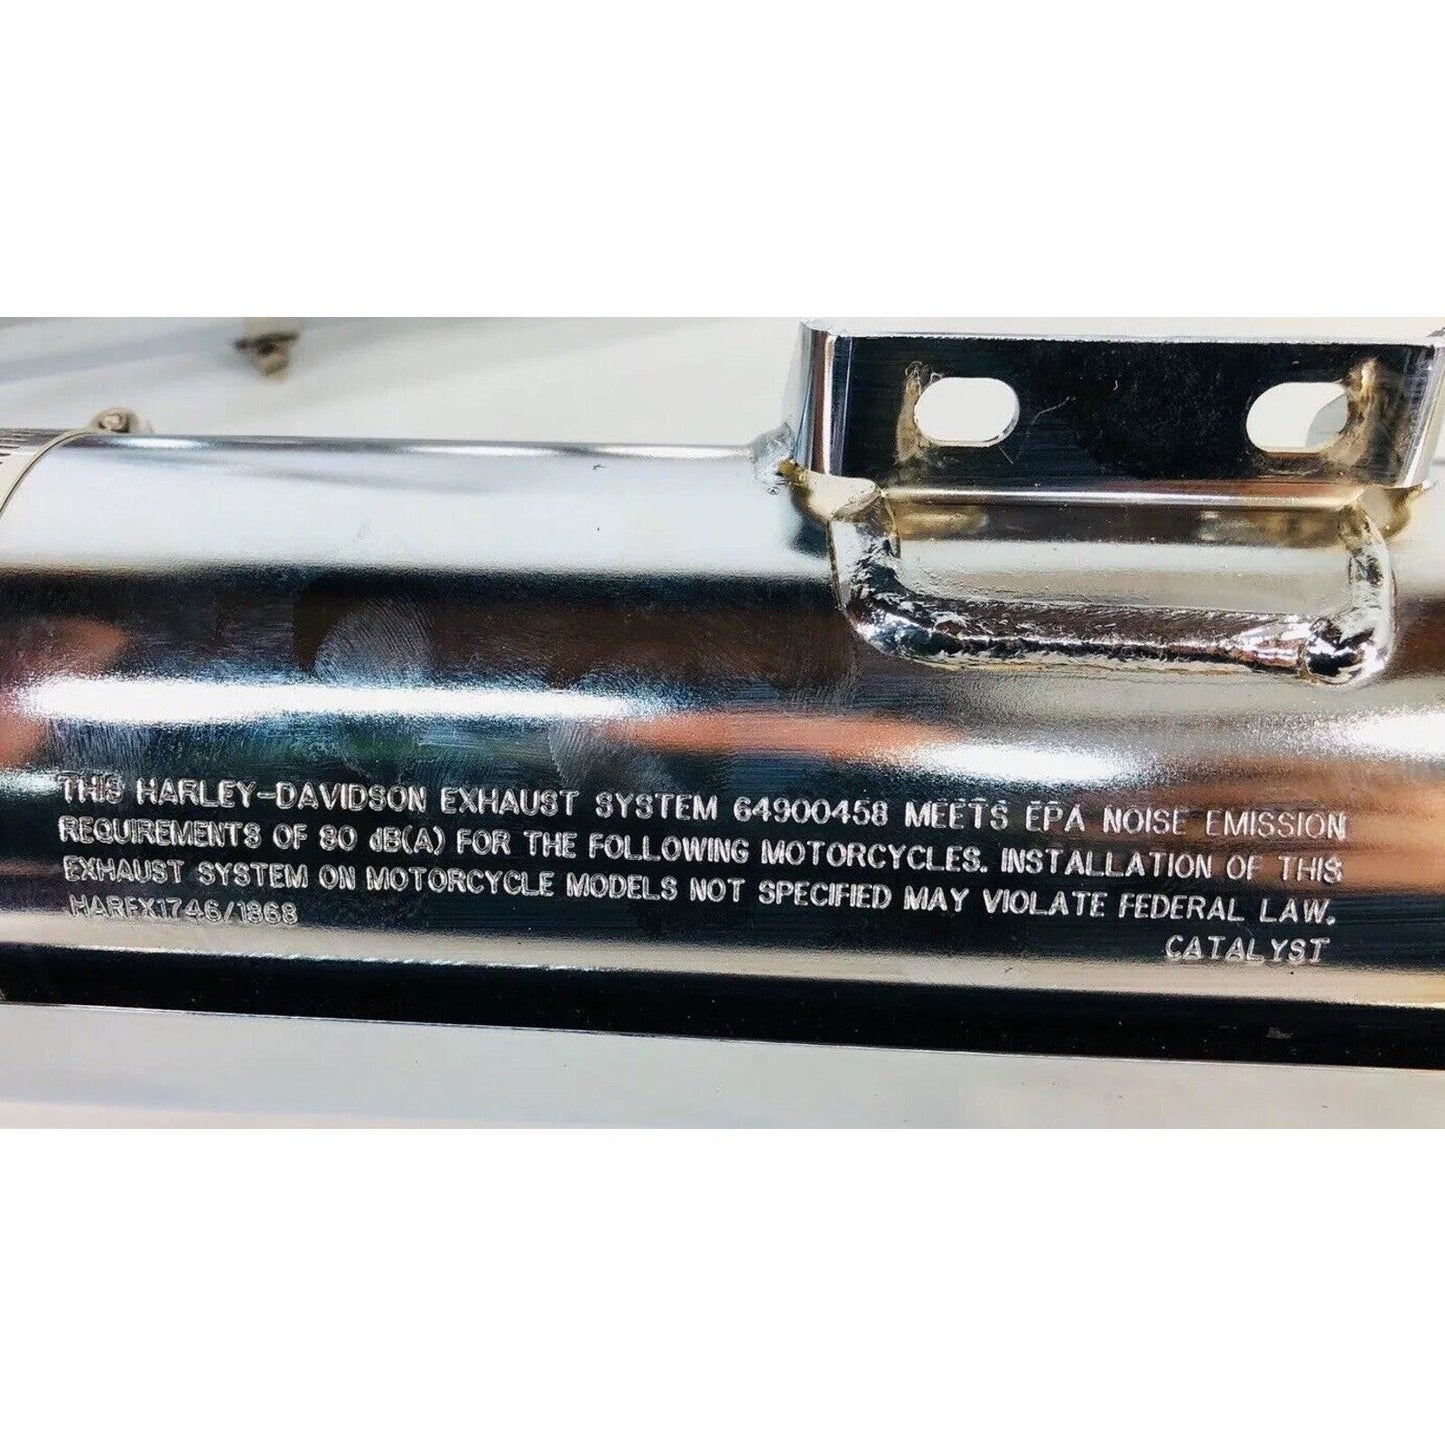 THIS HARLEY-DAVIDSON EXHAUST SYSTEM 64900458 MEETS EPA NOISE EMISSION
REQUIREMENTS OF 80 dB(A) FOR THE FOLLOWING MOTORCYCLES. INSTALLATION OF THIS
EXHAUST SYSTEM ON MOTORCYCLE MODELS NOT SPECIFIED MAY VIOLATE FEDERAL LAW.
HARFX1746/1868
CATALYST